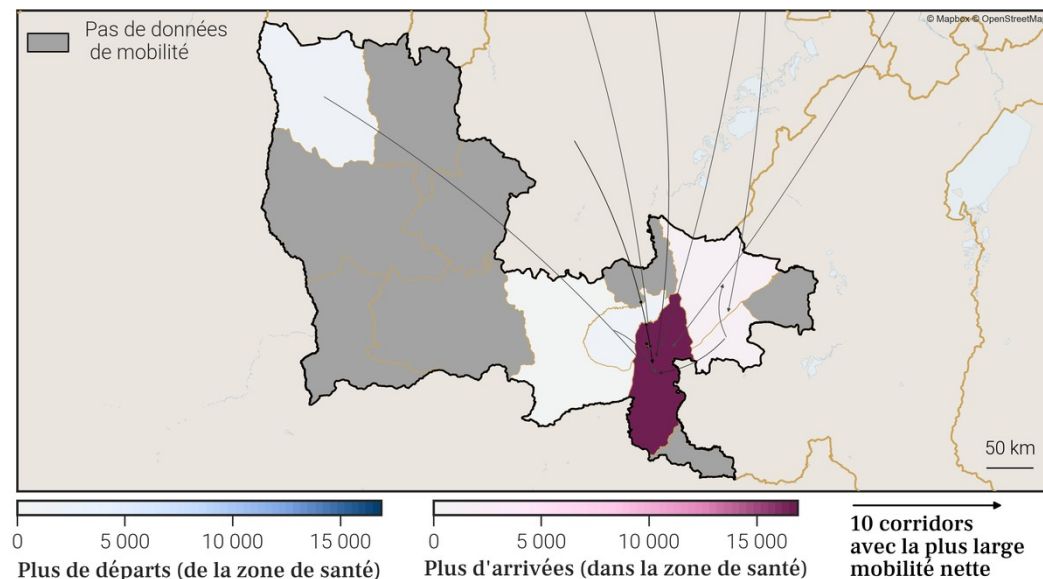 © Mapbox © OpenStreetMap
Pas de données
de mobilité
50 km
0 5 000 10 000 15 000
Plus de départs (de la zone de santé)
0 5 000 10 000 15 000
Plus d'arrivées (dans la zone de santé)
10 corridors
avec la plus large
mobilité nette